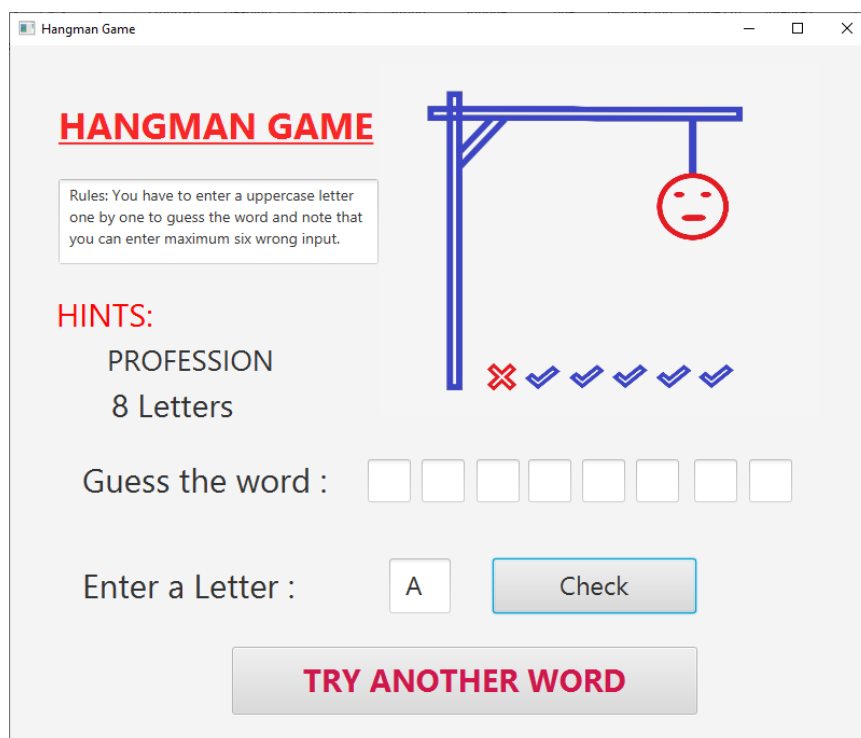 Hangman Game
HANGMAN GAME
Rules: You have to enter a uppercase letter
one by one to guess the word and note that
you can enter maximum six wrong input.
HINTS:
PROFESSION
8 Letters
Guess the word :
Enter a Letter :
A
Check
TRY ANOTHER WORD